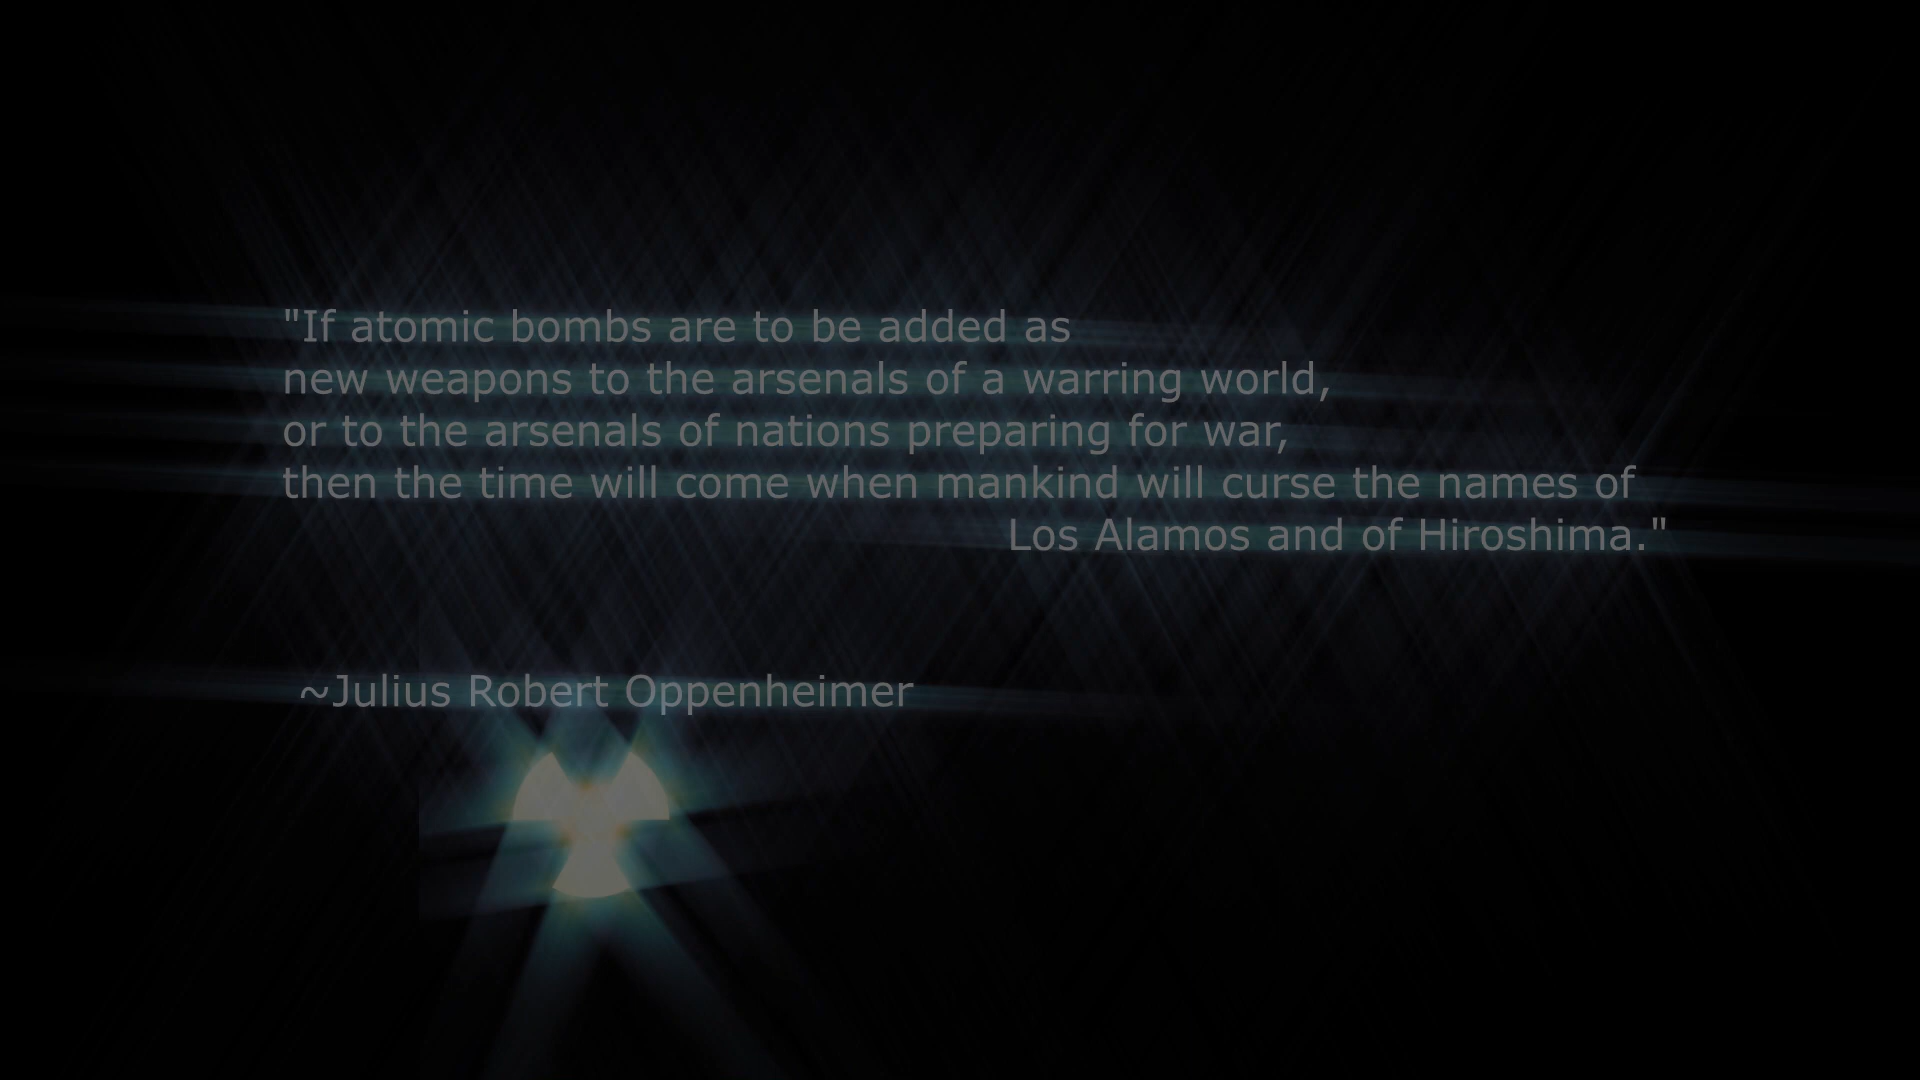 "If atomic bombs are to be added as
new weapons to the arsenals of a warring world,
or to the arsenals of nations preparing for war,
then the time will come when mankind will curse the names of
Los Alamos and of Hiroshima."
~Julius Robert Oppenheimer